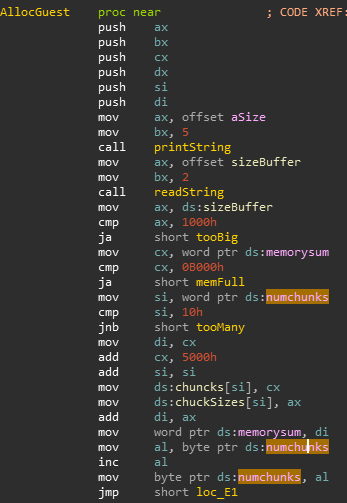 AllocGuest proc near ; CODE XREF:
push ax
push bx
push cx
push dx
push si
push di
mov ax, offset aSize
mov bx, 5
call printString
mov ax, offset sizeBuffer
mov bx, 2
call readString
mov ax, ds:sizeBuffer
cmp ax, 1000h
ja short tooBig
mov cx, word ptr ds:memorysum
cmp cx, 0B000h
ja short memFull
mov si, word ptr ds:numchunks
cmp si, 10h
jnb short tooMany
mov di, cx
add cx, 5000h
add si, si
mov ds:chuncks[si], cx
mov ds:chuckSizes[si], ax
add di, ax
mov word ptr ds:memorysum, di
mov al, byte ptr ds:numchunks
inc al
mov byte ptr ds:numchunks, al
jmp short loc_E1